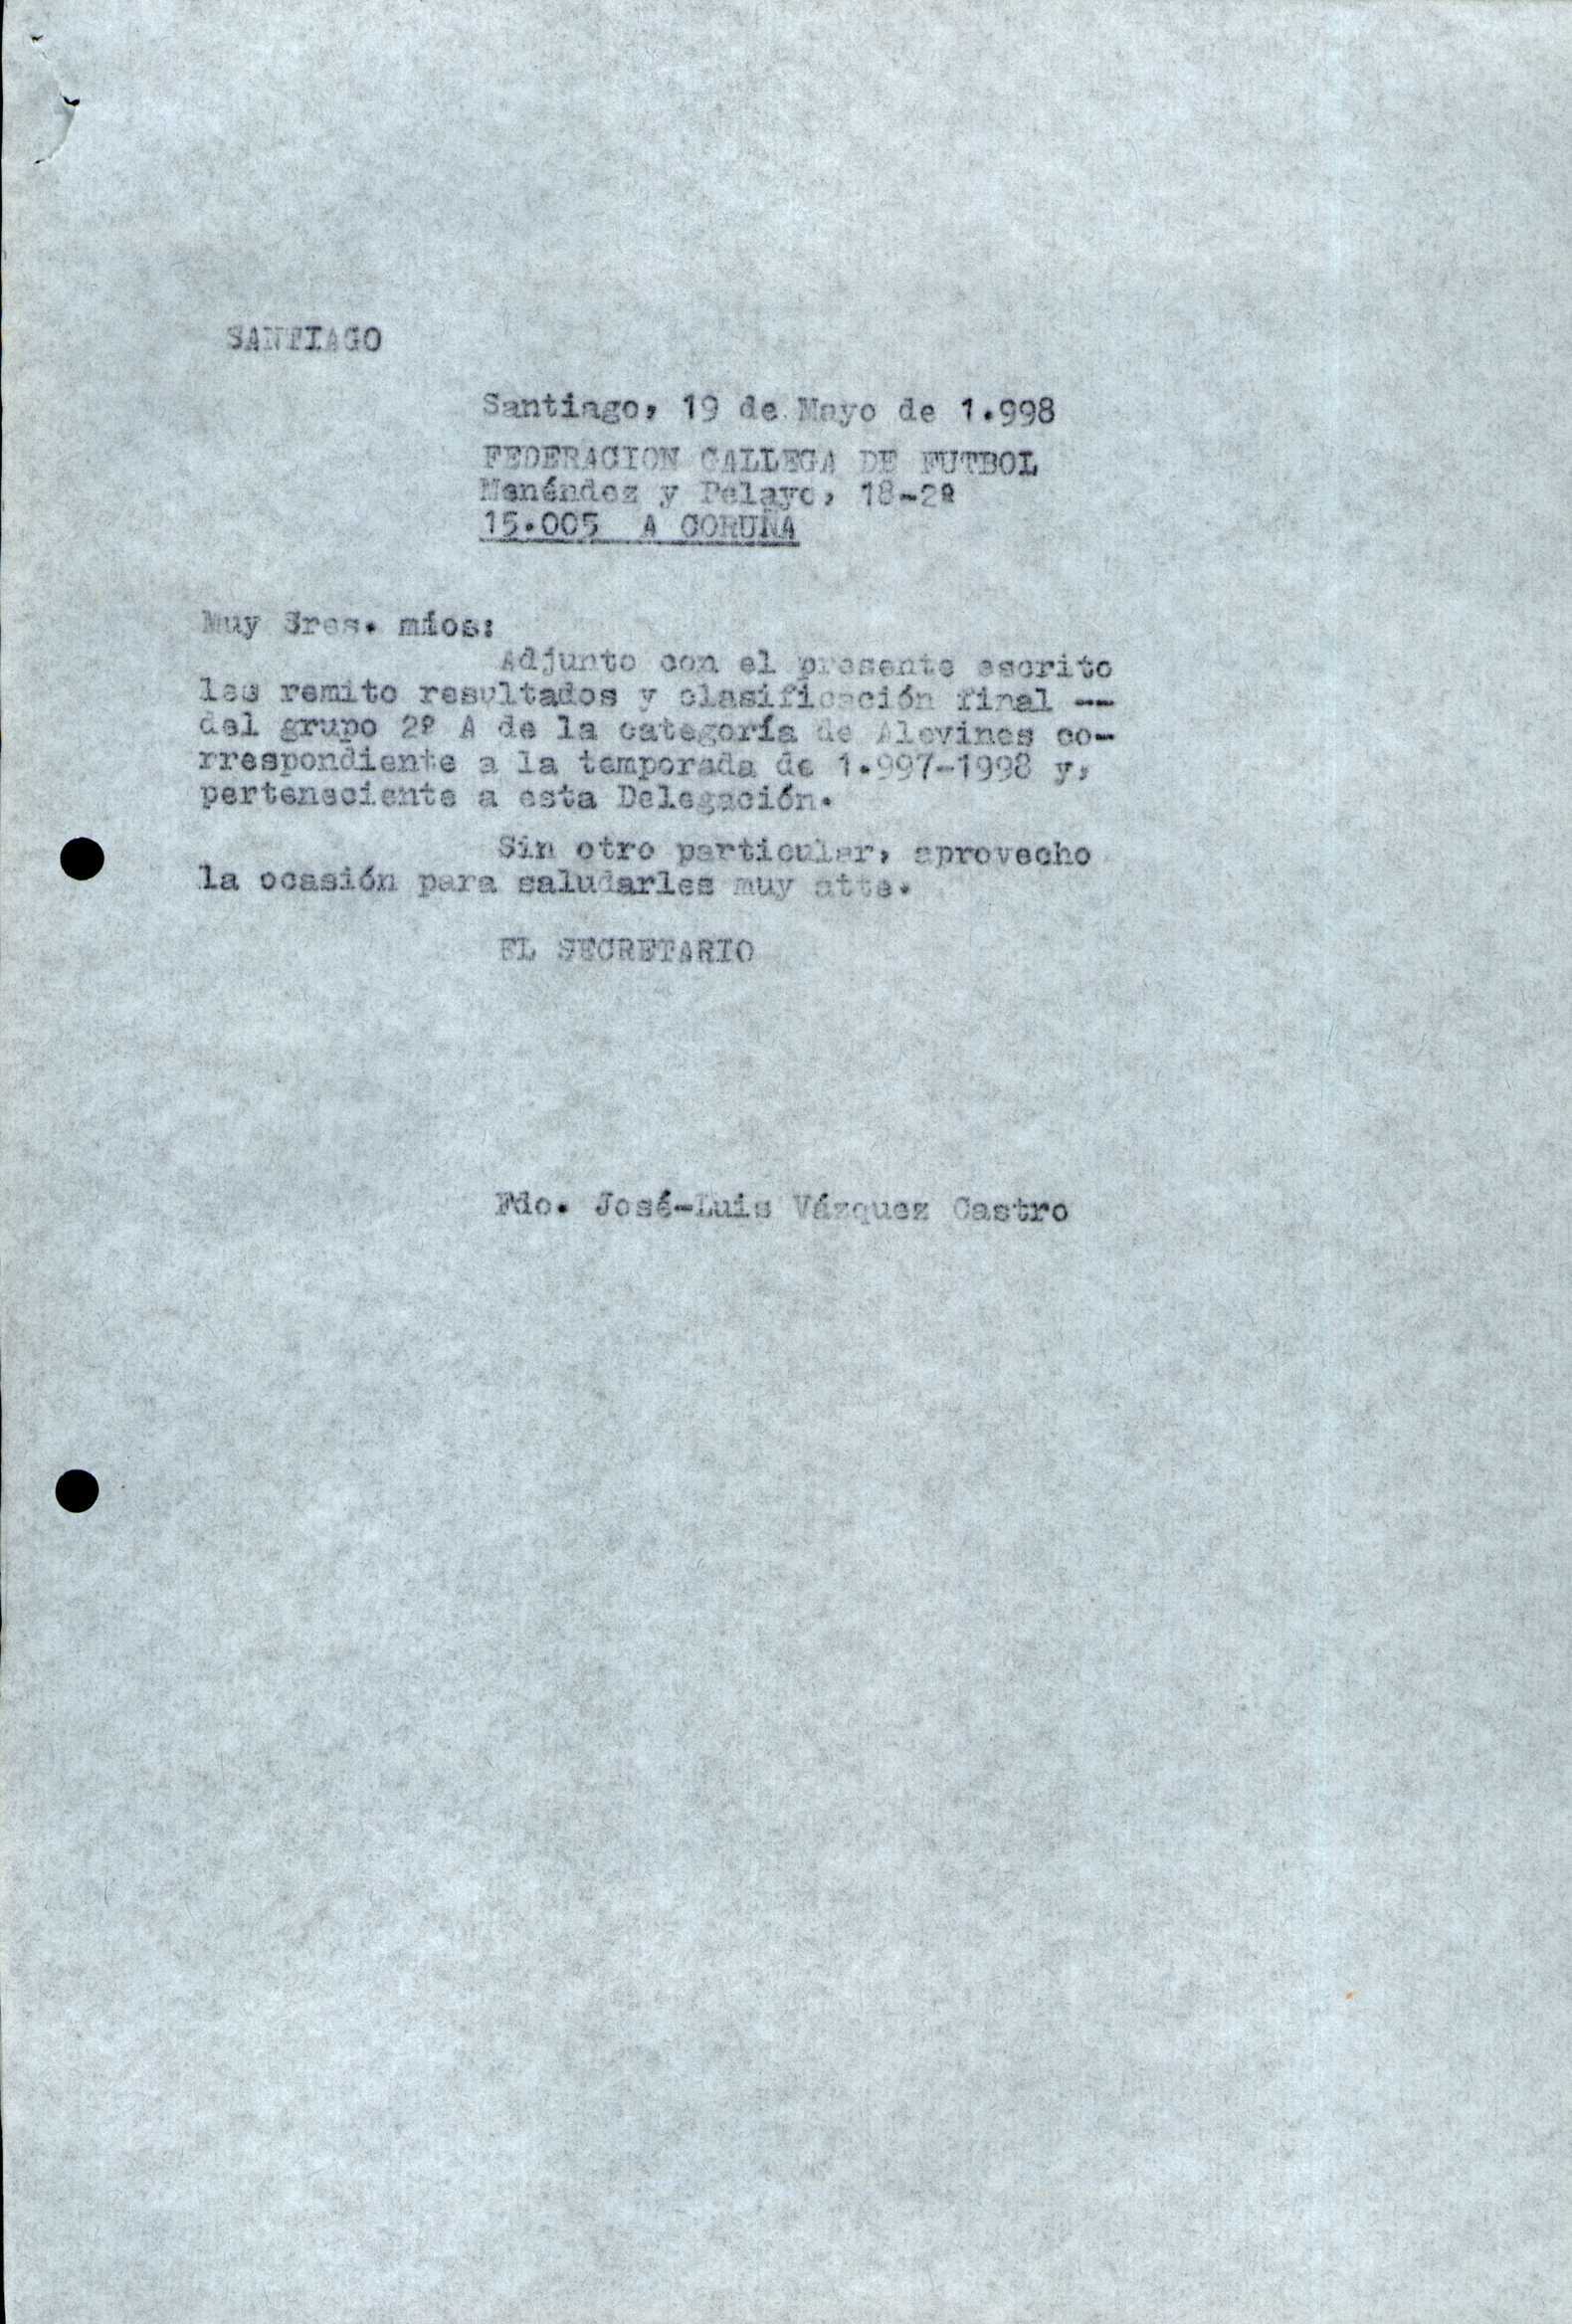 SANTIAGO
Santiago, 19 de Mayo de 1.998
FEDERACION GALLEGA DE FUTBOL
Menéndez y Pelayo, 18-2º
15.005 A CORUÑA
Muy Sres. míos:
Adjunto con el presente escrito
les remito resultados y clasificación final --
del grupo 2º A de la categoría de Alevines co-
rrespondiente a la temporada de 1.997-1998 y,
perteneciente a esta Delegación.
Sin otro particular, aprovecho
la ocasión para saludarles muy atte.
EL SECRETARIO
Fdo. José-Luis Vázquez Castro